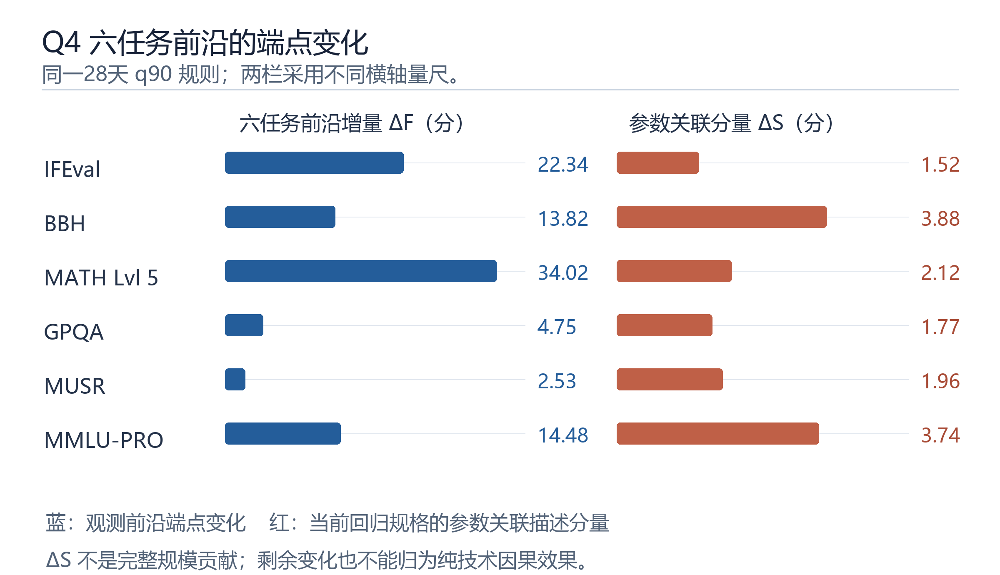 Q4 六任务前沿的端点变化
同一28天 q90 规则；两栏采用不同横轴量尺。
六任务前沿增量 ΔF（分） 参数关联分量 ΔS（分）
IFEval 22.34 1.52
BBH 13.82 3.88
MATH Lvl 5 34.02 2.12
GPQA 4.75 1.77
MUSR 2.53 1.96
MMLU-PRO 14.48 3.74
蓝：观测前沿端点变化 红：当前回归规格的参数关联描述分量
ΔS 不是完整规模贡献；剩余变化也不能归为纯技术因果效果。